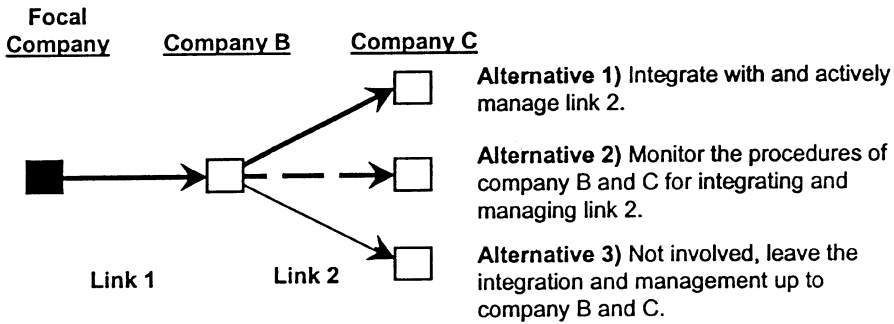 Focal
Company
Company B
Company C
Alternative 1) Integrate with and actively
manage link 2.
Alternative 2) Monitor the procedures of
company B and C for integrating and
managing link 2.
Alternative 3) Not involved, leave the
integration and management up to
company B and C.
Link 1
Link 2